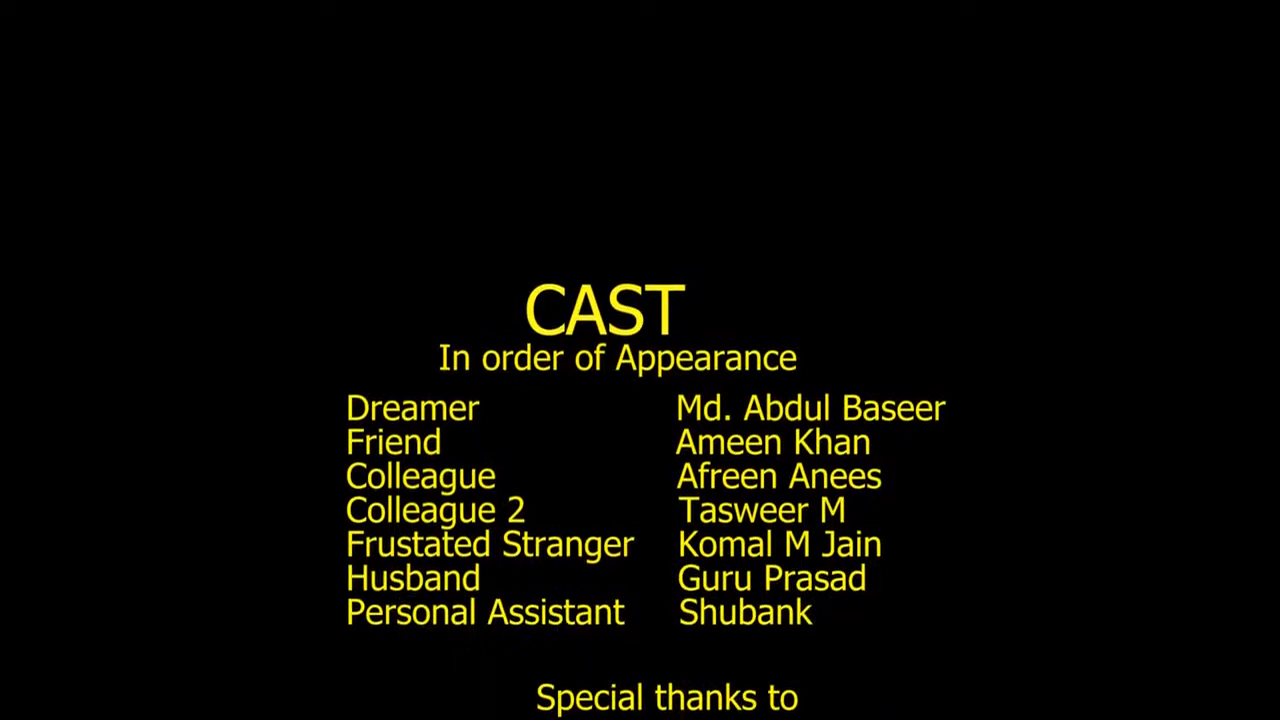 CAST
In order of Appearance
Dreamer Md. Abdul Baseer
Friend Ameen Khan
Colleague Afreen Anees
Colleague 2 Tasweer M
Frustated Stranger Komal M Jain
Husband Guru Prasad
Personal Assistant Shubank
Special thanks to